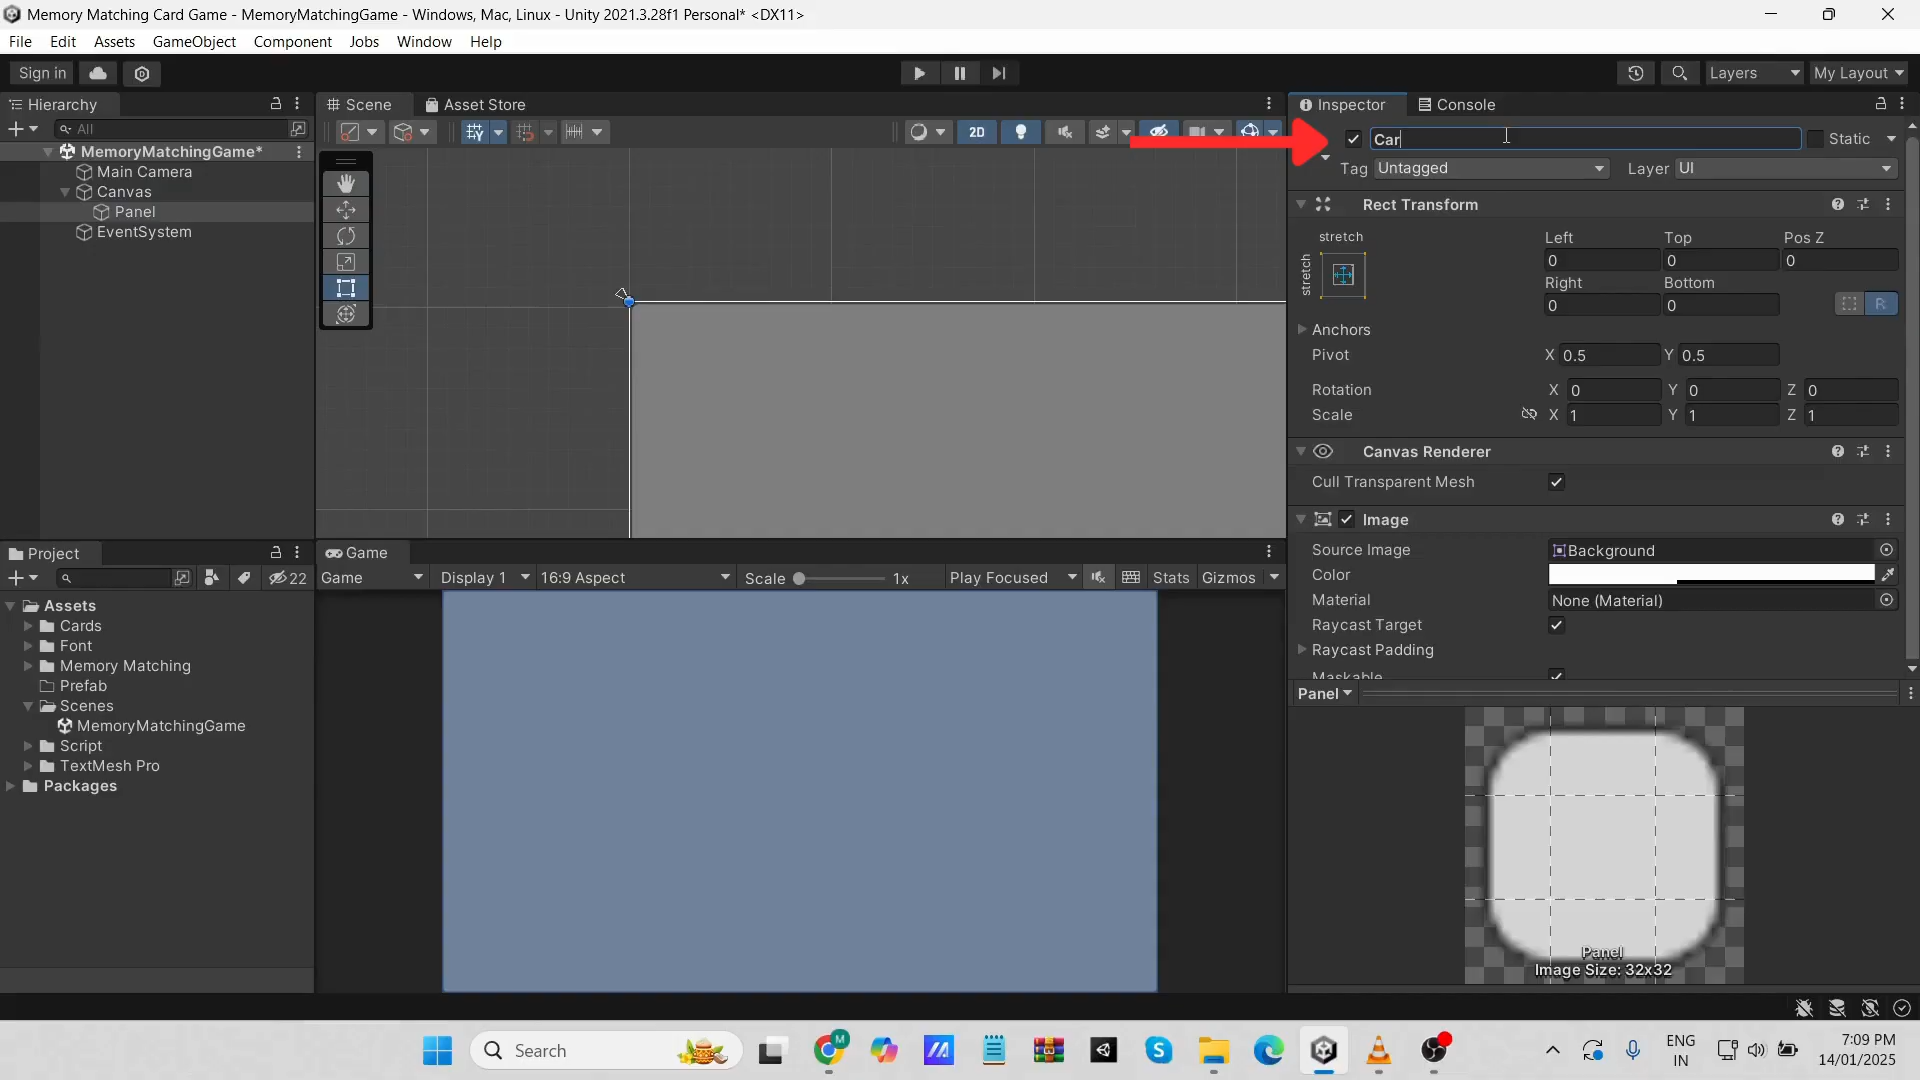 Memory Matching Card Game - MemoryMatchingGame - Windows, Mac, Linux - Unity 2021.3.28f1 Personal* <DX11>
File Edit Assets GameObject Component Jobs Window Help
Sign in Layers My Layout
Hierarchy Scene Asset Store Inspector Console
All 2D Car Static
MemoryMatchingGame* Tag Untagged Layer UI
Main Camera
Canvas
Panel
EventSystem
Rect Transform
stretch Left Top Pos Z
stretch 0 0 0
Right Bottom
0 0 R
Anchors
Pivot X 0.5 Y 0.5
Rotation X 0 Y 0 Z 0
Scale X 1 Y 1 Z 1
Canvas Renderer
Cull Transparent Mesh
Image
Source Image Background
Color
Material None (Material)
Raycast Target
Raycast Padding
Maskable
Project Game
22 Game Display 1 16:9 Aspect Scale 1x Play Focused Stats Gizmos
Assets
Cards
Font
Memory Matching
Prefab
Scenes
MemoryMatchingGame
Script
TextMesh Pro
Packages
Panel
Panel
Image Size: 32x32
Search M ENG 7:09 PM
IN 14/01/2025